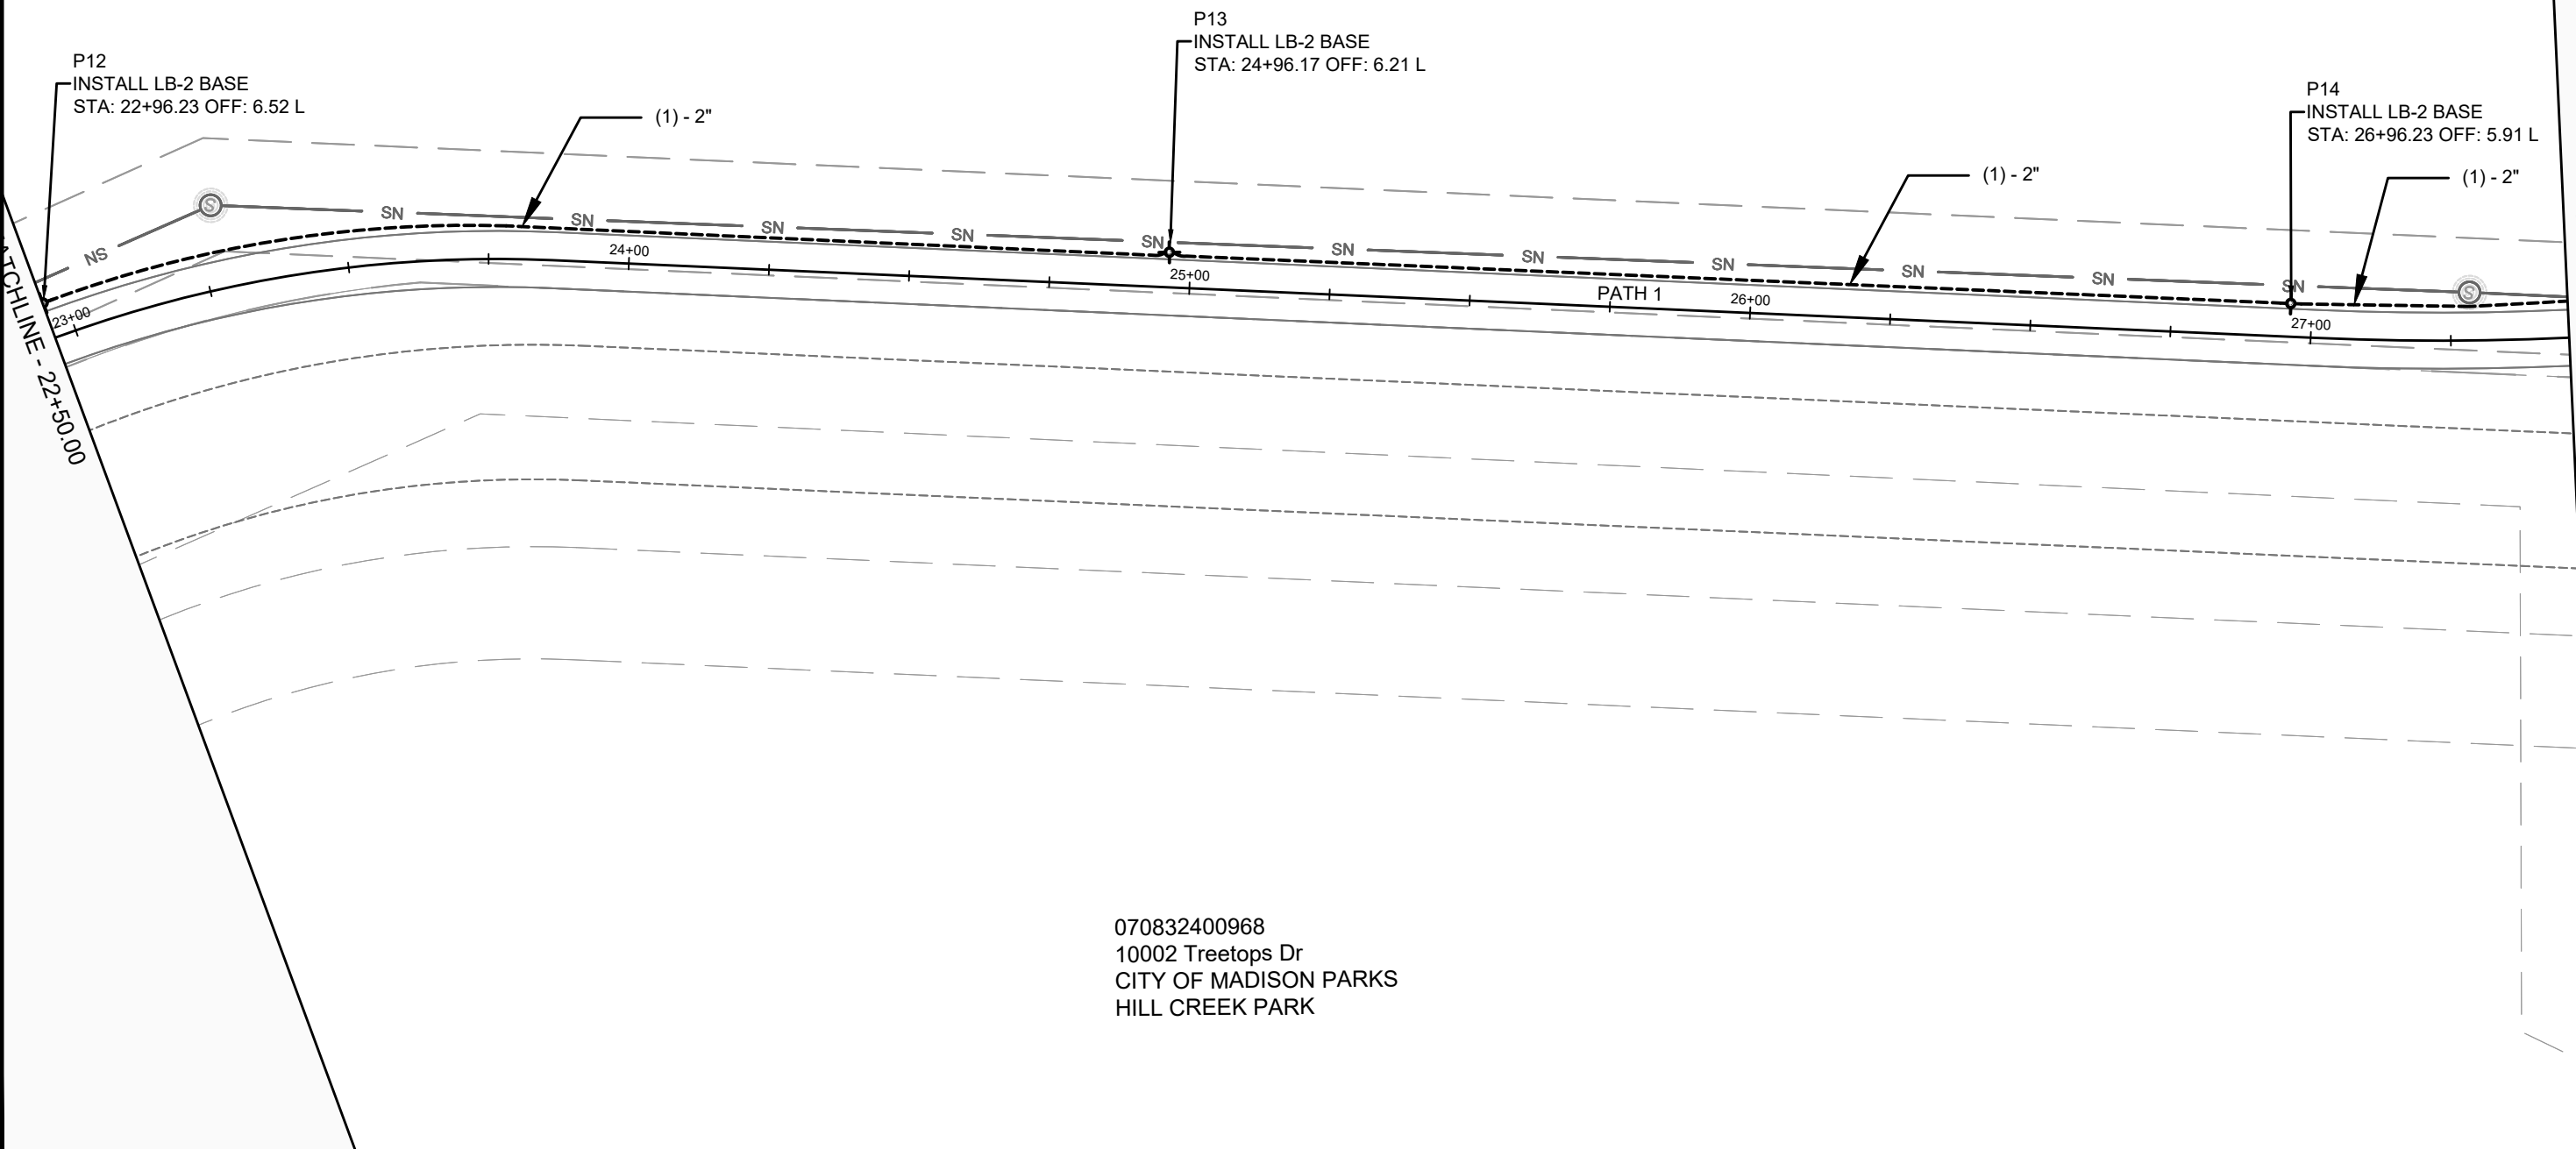 P12
INSTALL LB-2 BASE
STA: 22+96.23 OFF: 6.52 L
(1) - 2"
P13
INSTALL LB-2 BASE
STA: 24+96.17 OFF: 6.21 L
(1) - 2"
P14
INSTALL LB-2 BASE
STA: 26+96.23 OFF: 5.91 L
(1) - 2"
S
NS
SN
SN
SN
SN
SN
SN
SN
SN
SN
SN
SN
S
23+00
24+00
25+00
PATH 1
26+00
27+00
ATCHLINE - 22+50.00
070832400968
10002 Treetops Dr
CITY OF MADISON PARKS
HILL CREEK PARK